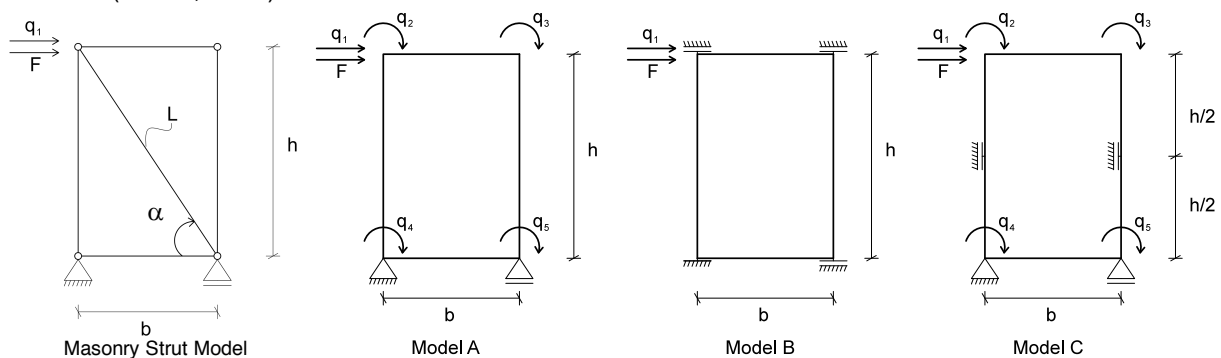 q1
F
L
α
h
b
Masonry Strut Model
q2
q3
q1
F
q4
q5
h
b
Model A
q1
F
h
b
Model B
q2
q3
q1
F
h/2
h/2
q4
q5
b
Model C